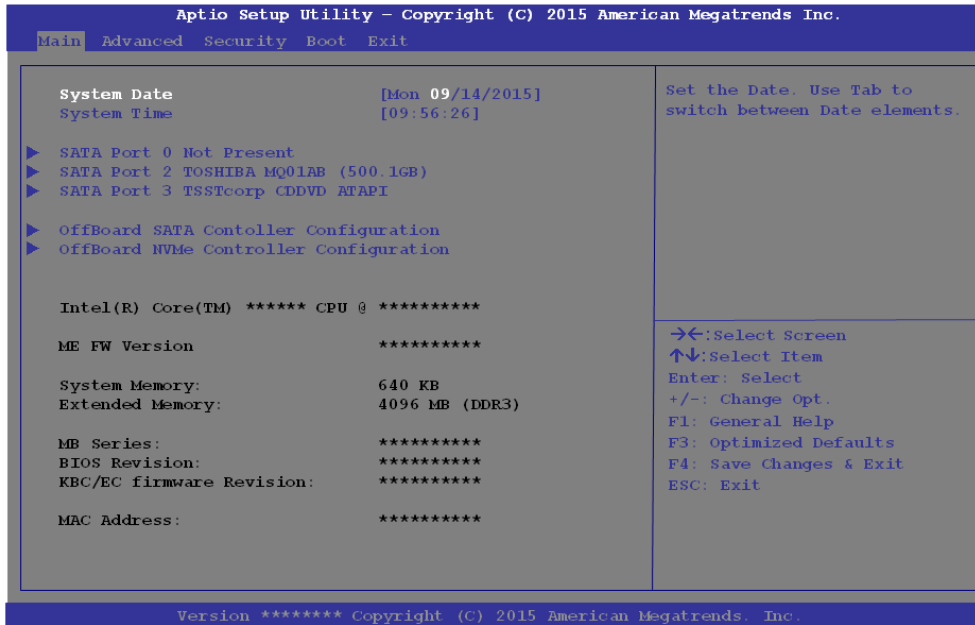 Aptio Setup Utility – Copyright (C) 2015 American Megatrends Inc.
Main Advanced Security Boot Exit
System Date [Mon 09/14/2015]
System Time [09:56:26]
SATA Port 0 Not Present
SATA Port 2 TOSHIBA MQ01AB (500.1GB)
SATA Port 3 TSSTcorp CDDVD ATAPI
OffBoard SATA Contoller Configuration
OffBoard NVMe Controller Configuration
Intel(R) Core(TM) ****** CPU @ **********
ME FW Version **********
System Memory: 640 KB
Extended Memory: 4096 MB (DDR3)
MB Series: **********
BIOS Revision: **********
KBC/EC firmware Revision: **********
MAC Address: **********
Set the Date. Use Tab to
switch between Date elements.
→←:Select Screen
↑↓:Select Item
Enter: Select
+/-: Change Opt.
F1: General Help
F3: Optimized Defaults
F4: Save Changes & Exit
ESC: Exit
Version ******** Copyright (C) 2015 American Megatrends. Inc.